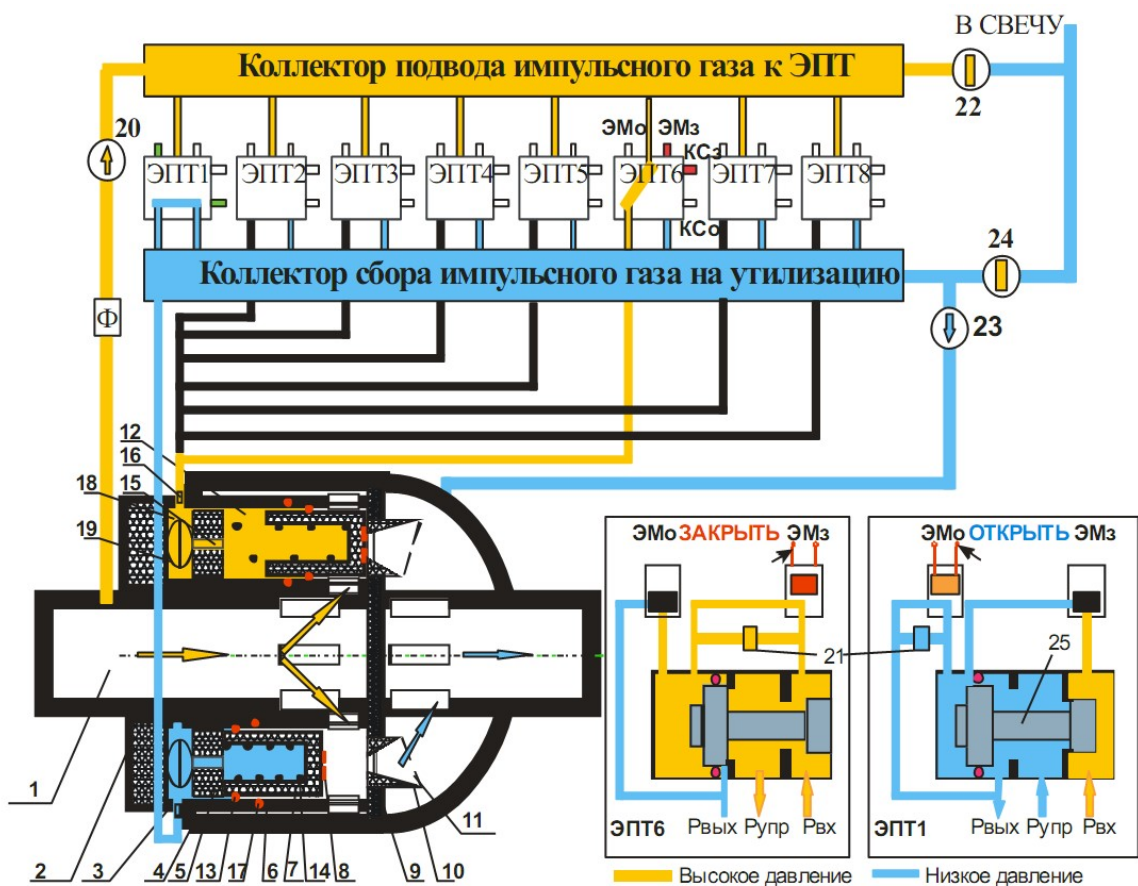 В СВЕЧУ
Коллектор подвода импульсного газа к ЭПТ
22
20
ЭМо
ЭМз
КСз
ЭПТ1
ЭПТ2
ЭПТ3
ЭПТ4
ЭПТ5
ЭПТ6
ЭПТ7
ЭПТ8
КСо
24
Коллектор сбора импульсного газа на утилизацию
Ф
23
12
16
15
18
19
1
2
3
4
5
13
17
6
7
14
8
9
10
11
ЭМо ЗАКРЫТЬ ЭМз
21
ЭПТ6
Рвых
Рупр
Рвх
ЭМо ОТКРЫТЬ ЭМз
25
ЭПТ1
Рвых
Рупр
Рвх
Высокое давление
Низкое давление